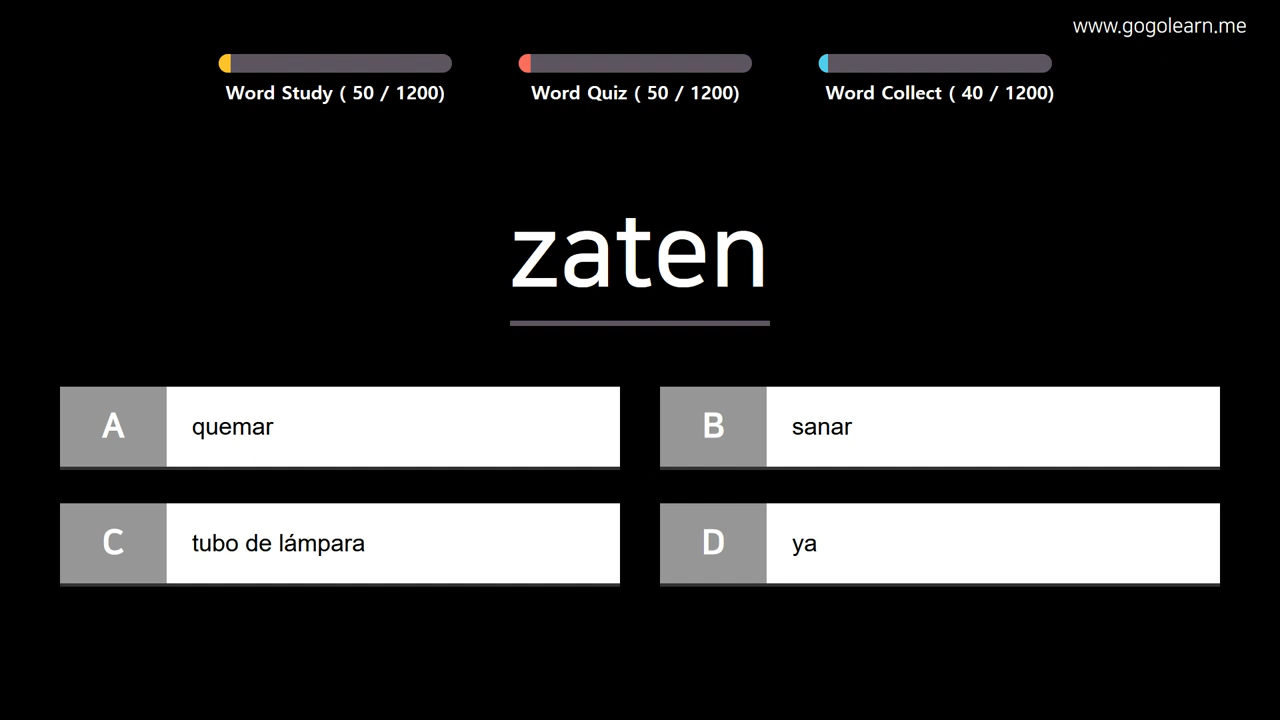 www.gogolearn.me
Word Study ( 50 / 1200)
Word Quiz ( 50 / 1200)
Word Collect ( 40 / 1200)
zaten
A quemar
B sanar
C tubo de lámpara
D ya